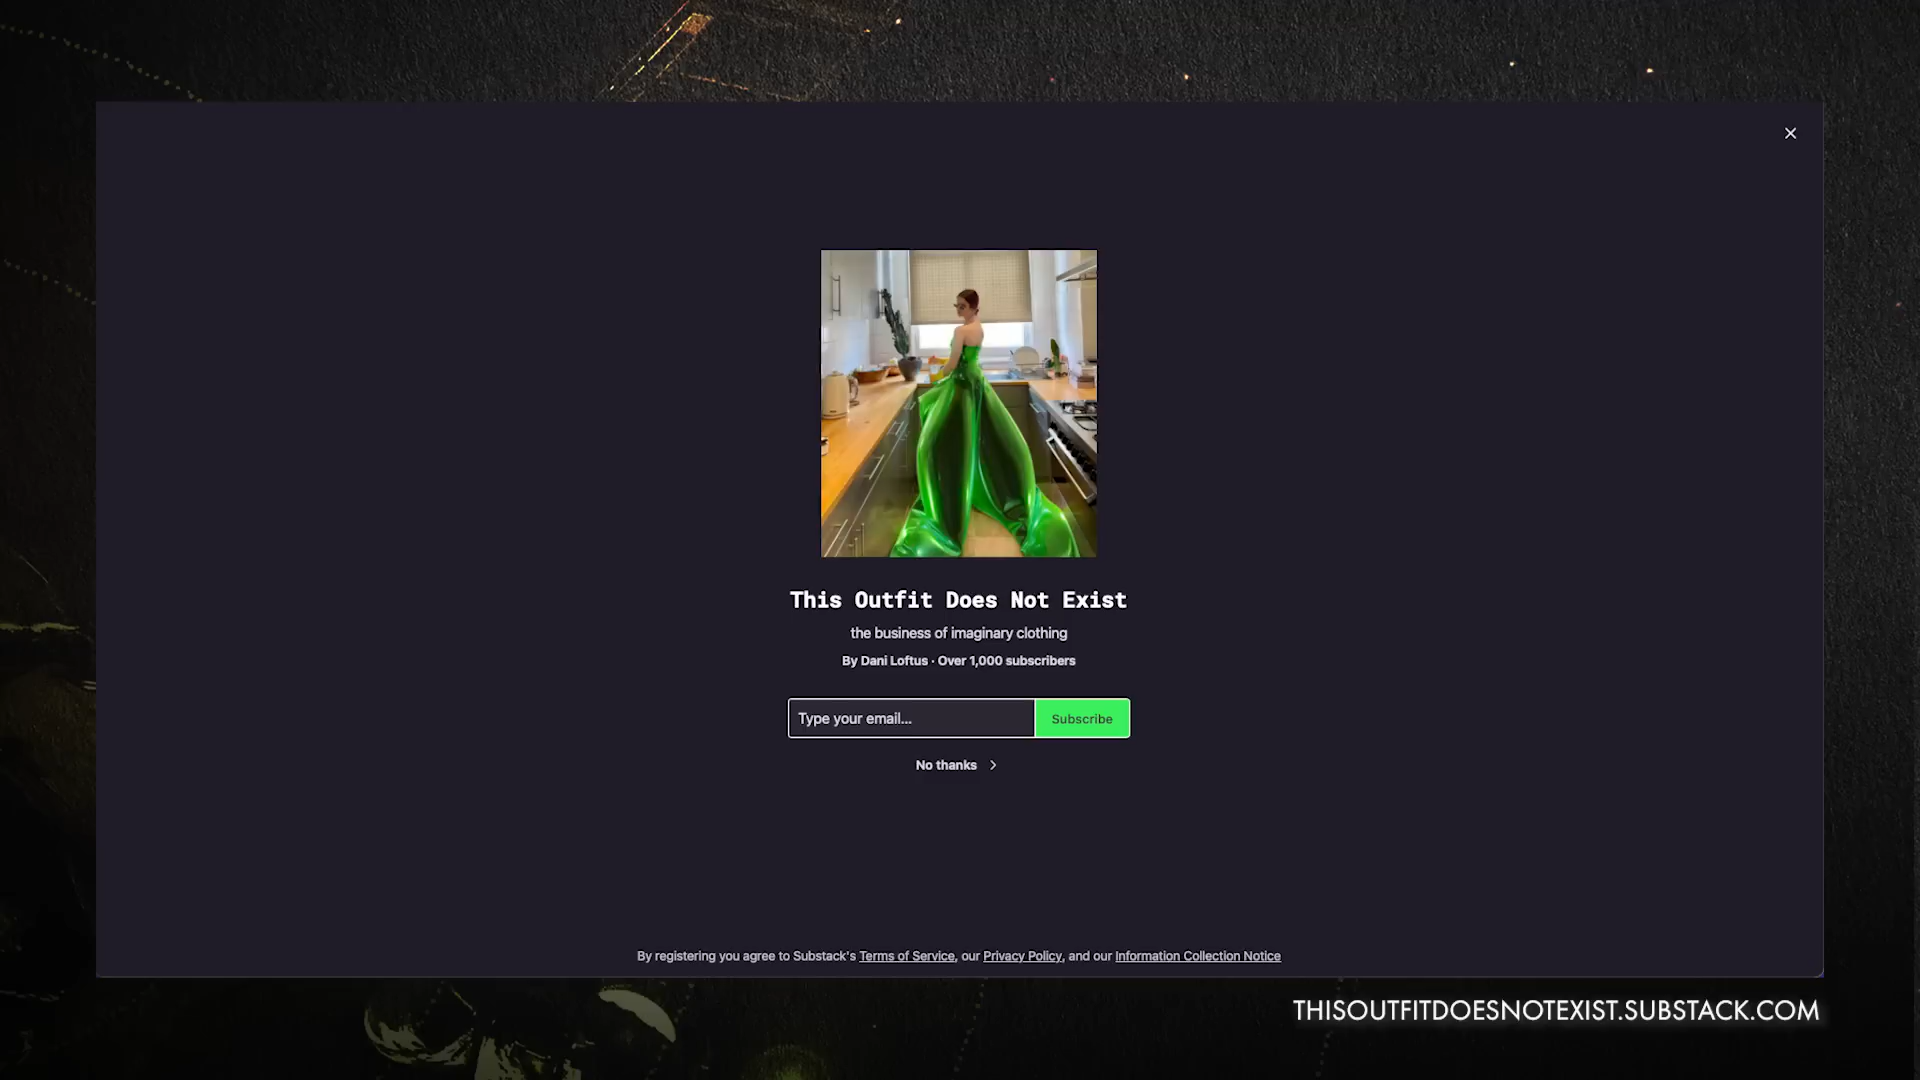 This Outfit Does Not Exist
the business of imaginary clothing
By Dani Loftus · Over 1,000 subscribers
Type your email...
Subscribe
No thanks
By registering you agree to Substack's Terms of Service, our Privacy Policy, and our Information Collection Notice
THISOUTFITDOESNOTEXIST.SUBSTACK.COM